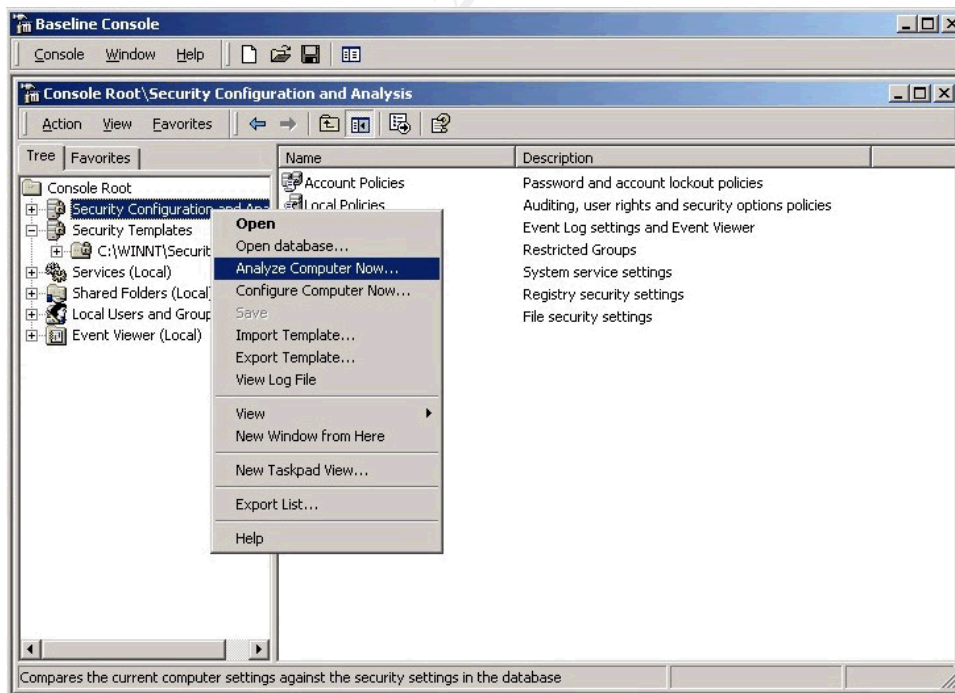 Baseline Console
Console Window Help
Console Root\Security Configuration and Analysis
Action View Favorites
Tree Favorites
Name Description
Console Root
Security Configuration and Ana
Security Templates
C:\WINNT\Securit
Services (Local)
Shared Folders (Local
Local Users and Group
Event Viewer (Local)
Account Policies Password and account lockout policies
Local Policies Auditing, user rights and security options policies
Event Log settings and Event Viewer
Restricted Groups
System service settings
Registry security settings
File security settings
Open
Open database...
Analyze Computer Now...
Configure Computer Now...
Save
Import Template...
Export Template...
View Log File
View
New Window from Here
New Taskpad View...
Export List...
Help
Compares the current computer settings against the security settings in the database